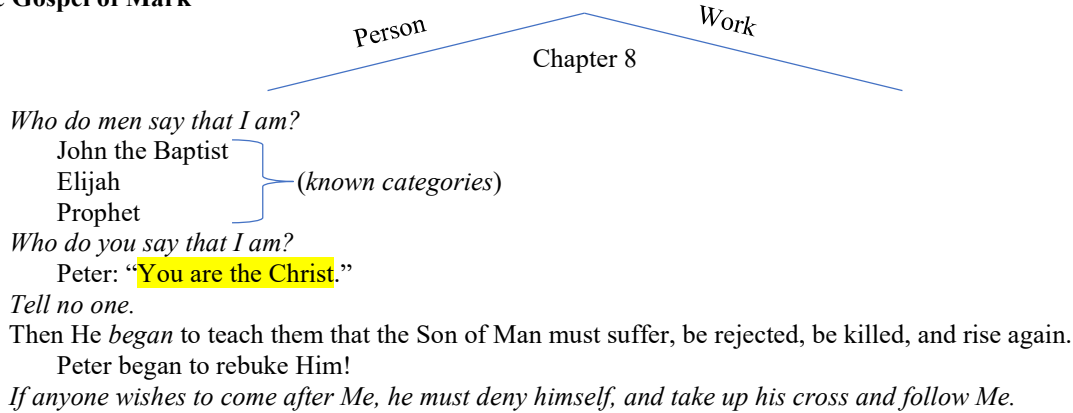 Gospel of Mark
Person
Work
Chapter 8
Who do men say that I am?
John the Baptist
Elijah
(known categories)
Prophet
Who do you say that I am?
Peter: “You are the Christ.”
Tell no one.
Then He began to teach them that the Son of Man must suffer, be rejected, be killed, and rise again.
Peter began to rebuke Him!
If anyone wishes to come after Me, he must deny himself, and take up his cross and follow Me.